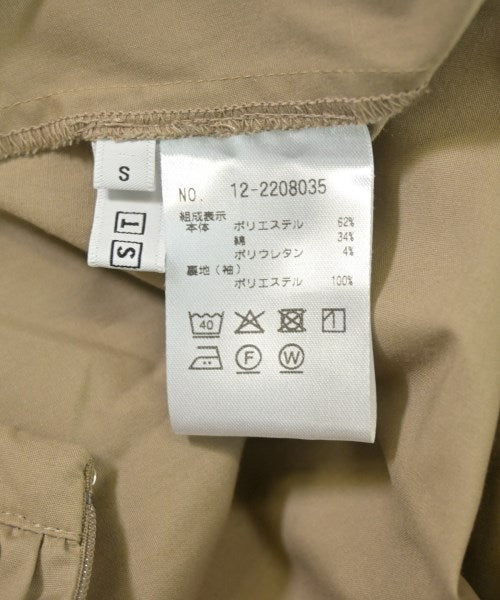 S
ST
NO. 12-2208035
組成表示
本体 ポリエステル 62%
綿 34%
ポリウレタン 4%
裏地(袖)
ポリエステル 100%
40
F W